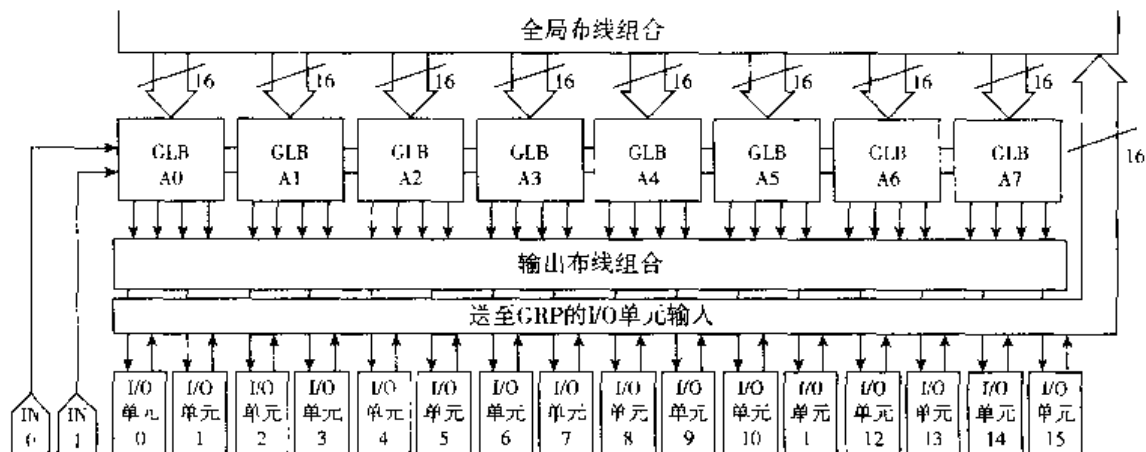 全局布线组合
16 16 16 16 16 16 16 16
GLB GLB GLB GLB GLB GLB GLB GLB
A0 A1 A2 A3 A4 A5 A6 A7
16
输出布线组合
送至GRP的I/O单元输入
I/O I/O I/O I/O I/O I/O I/O I/O I/O I/O I/O I/O I/O I/O I/O I/O
IN IN 单元 单元 单元 单元 单元 单元 单元 单元 单元 单元 单元 单元 单元 单元 单元 单元
0 1 0 1 2 3 4 5 6 7 8 9 10 1 12 13 14 15